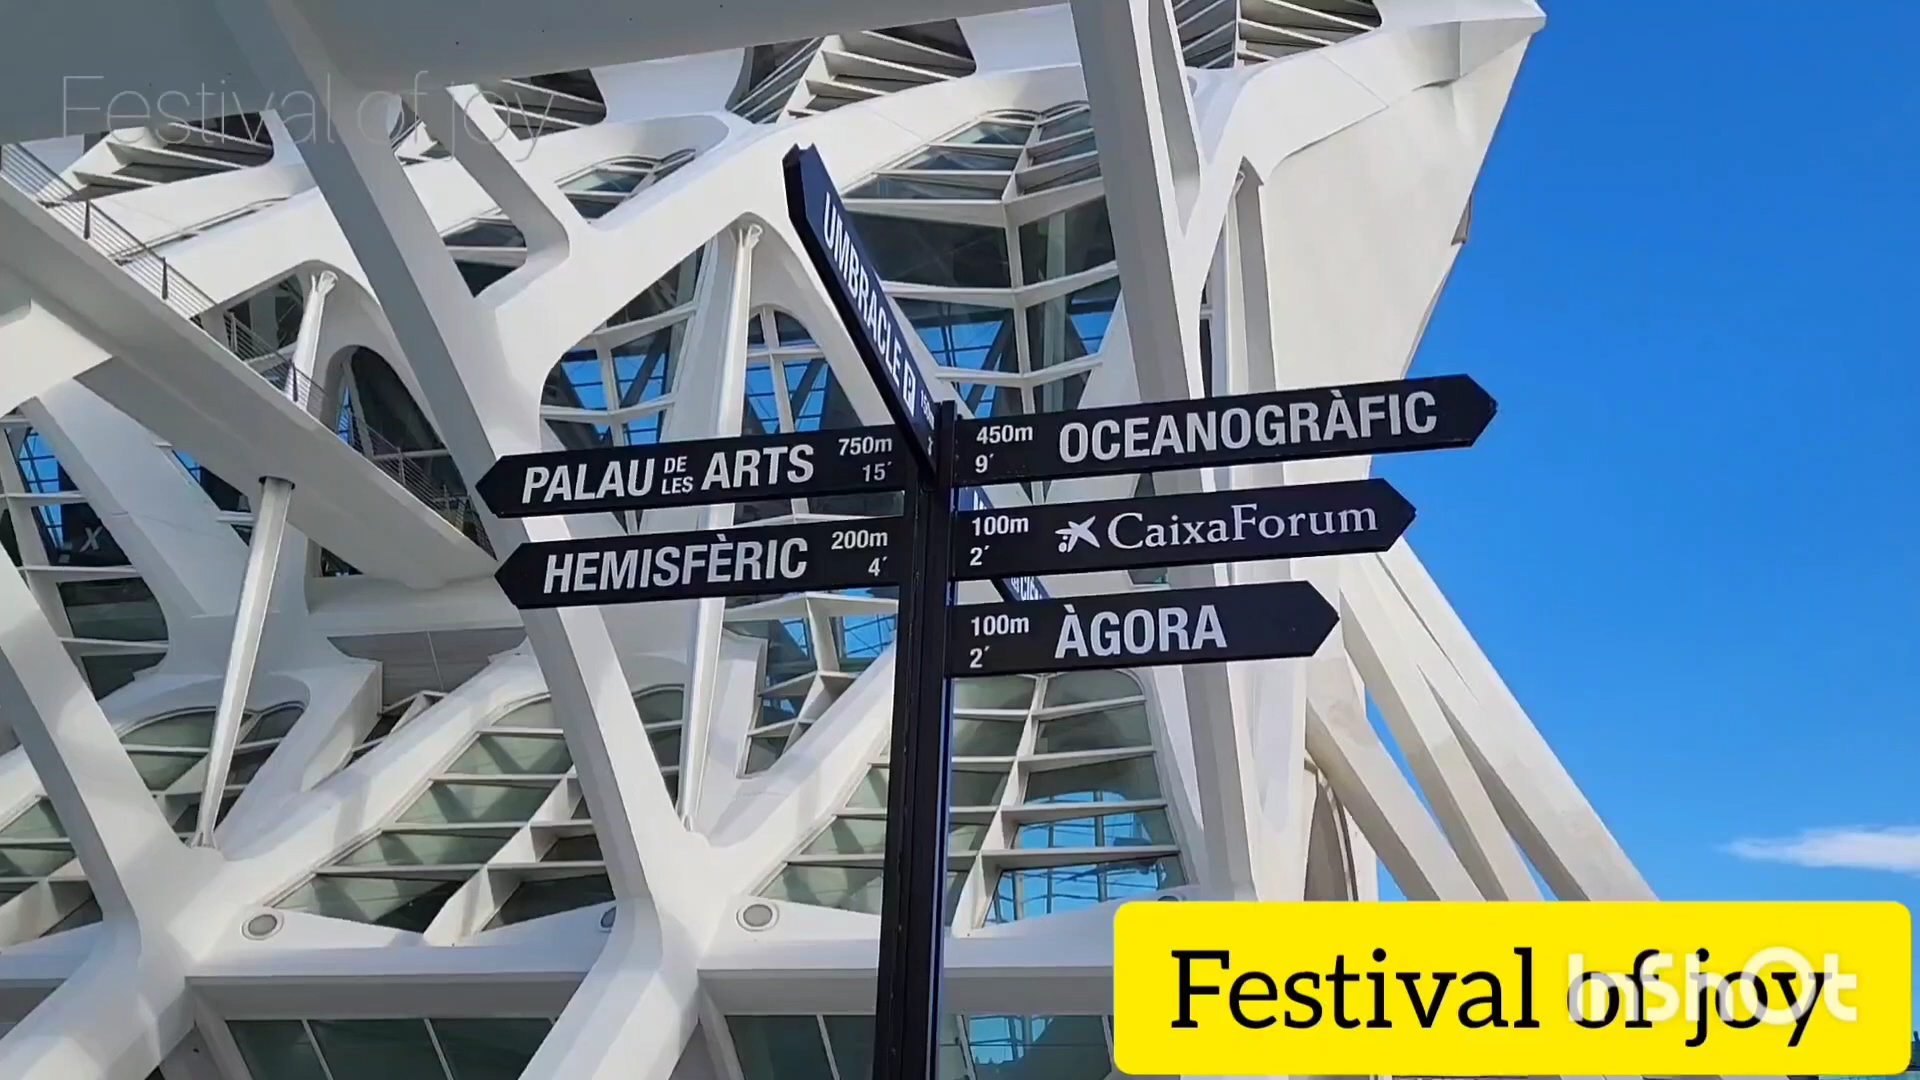 Festival of joy
UMBRACLE P
PALAU DE LES ARTS 750m 15´
HEMISFÈRIC 200m 4´
450m 9´ OCEANOGRÀFIC
100m 2´ CaixaForum
100m 2´ ÀGORA
Festival of joy
InShOt